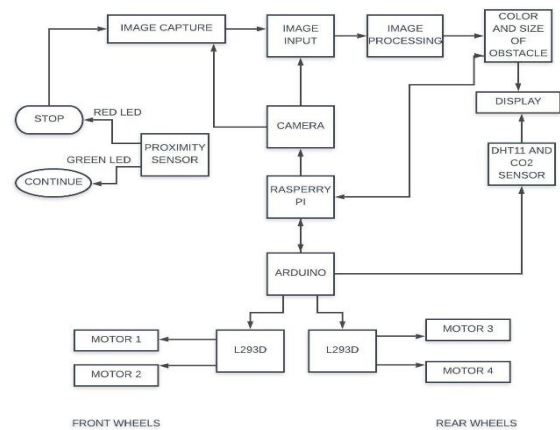 IMAGE CAPTURE
IMAGE
INPUT
IMAGE
PROCESSING
COLOR
AND SIZE
OF
OBSTACLE
DISPLAY
RED LED
STOP
CAMERA
PROXIMITY
SENSOR
GREEN LED
CONTINUE
DHT11 AND
CO2
SENSOR
RASPERRY
PI
ARDUINO
MOTOR 1
MOTOR 2
L293D
L293D
MOTOR 3
MOTOR 4
FRONT WHEELS
REAR WHEELS